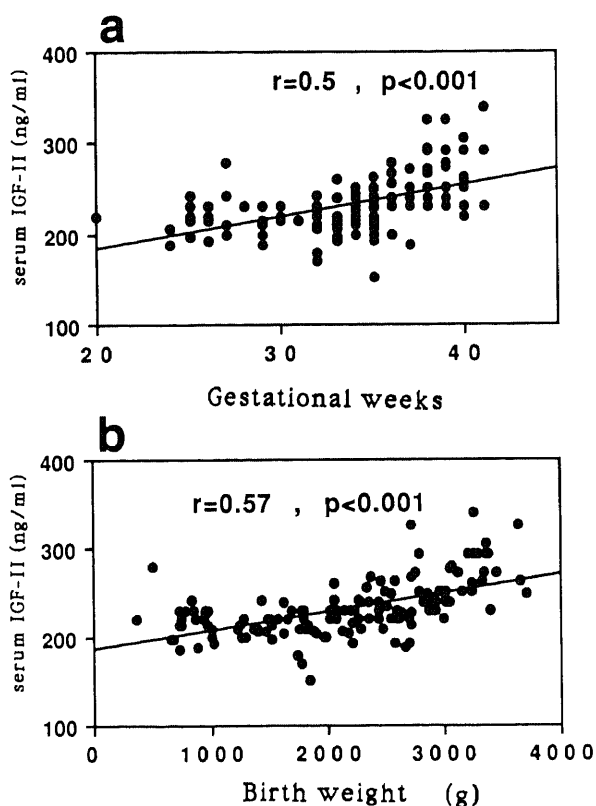 a
400
r=0.5 , p<0.001
300
serum IGF-II (ng/ml)
200
100
20 30 40
Gestational weeks
b
400
r=0.57 , p<0.001
300
serum IGF-II (ng/ml)
200
100
0 1000 2000 3000 4000
Birth weight (g)